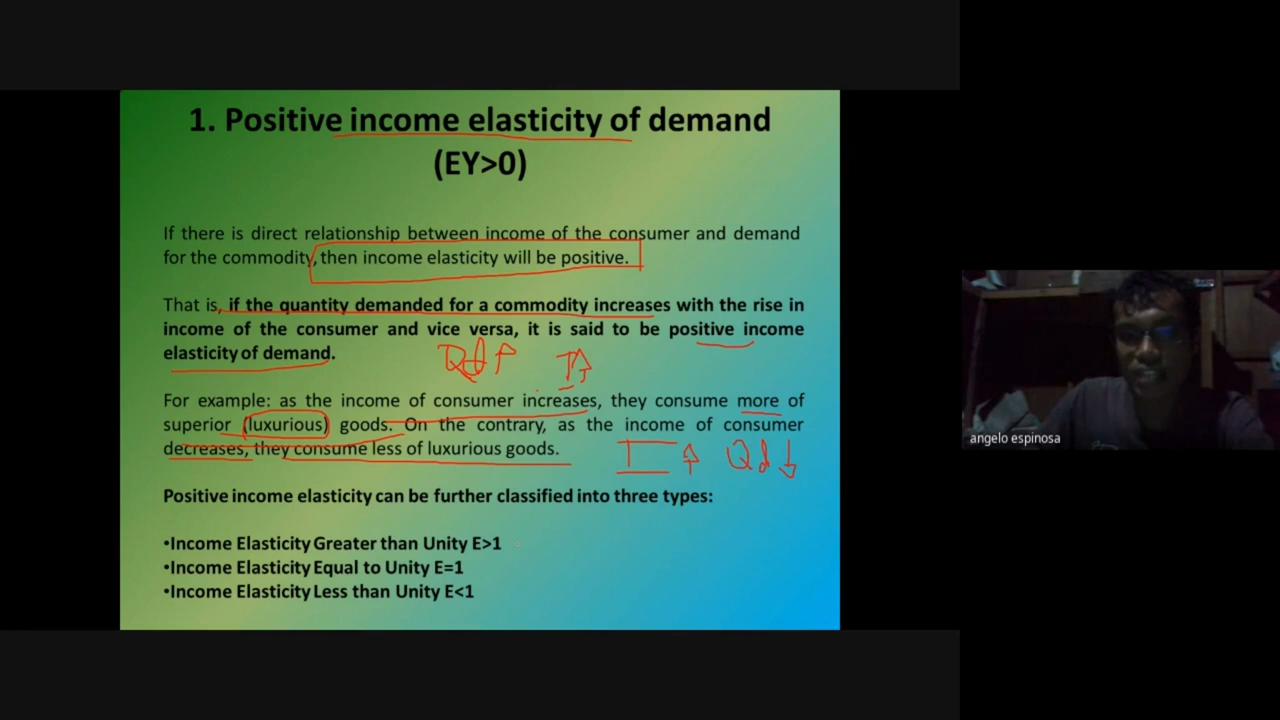 1. Positive income elasticity of demand
(EY>0)
If there is direct relationship between income of the consumer and demand
for the commodity, then income elasticity will be positive.
That is, if the quantity demanded for a commodity increases with the rise in
income of the consumer and vice versa, it is said to be positive income
elasticity of demand.
Qd ↑ I ↑
For example: as the income of consumer increases, they consume more of
superior (luxurious) goods. On the contrary, as the income of consumer
decreases, they consume less of luxurious goods.
I ↑ Qd ↓
Positive income elasticity can be further classified into three types:
•Income Elasticity Greater than Unity E>1
•Income Elasticity Equal to Unity E=1
•Income Elasticity Less than Unity E<1
angelo espinosa